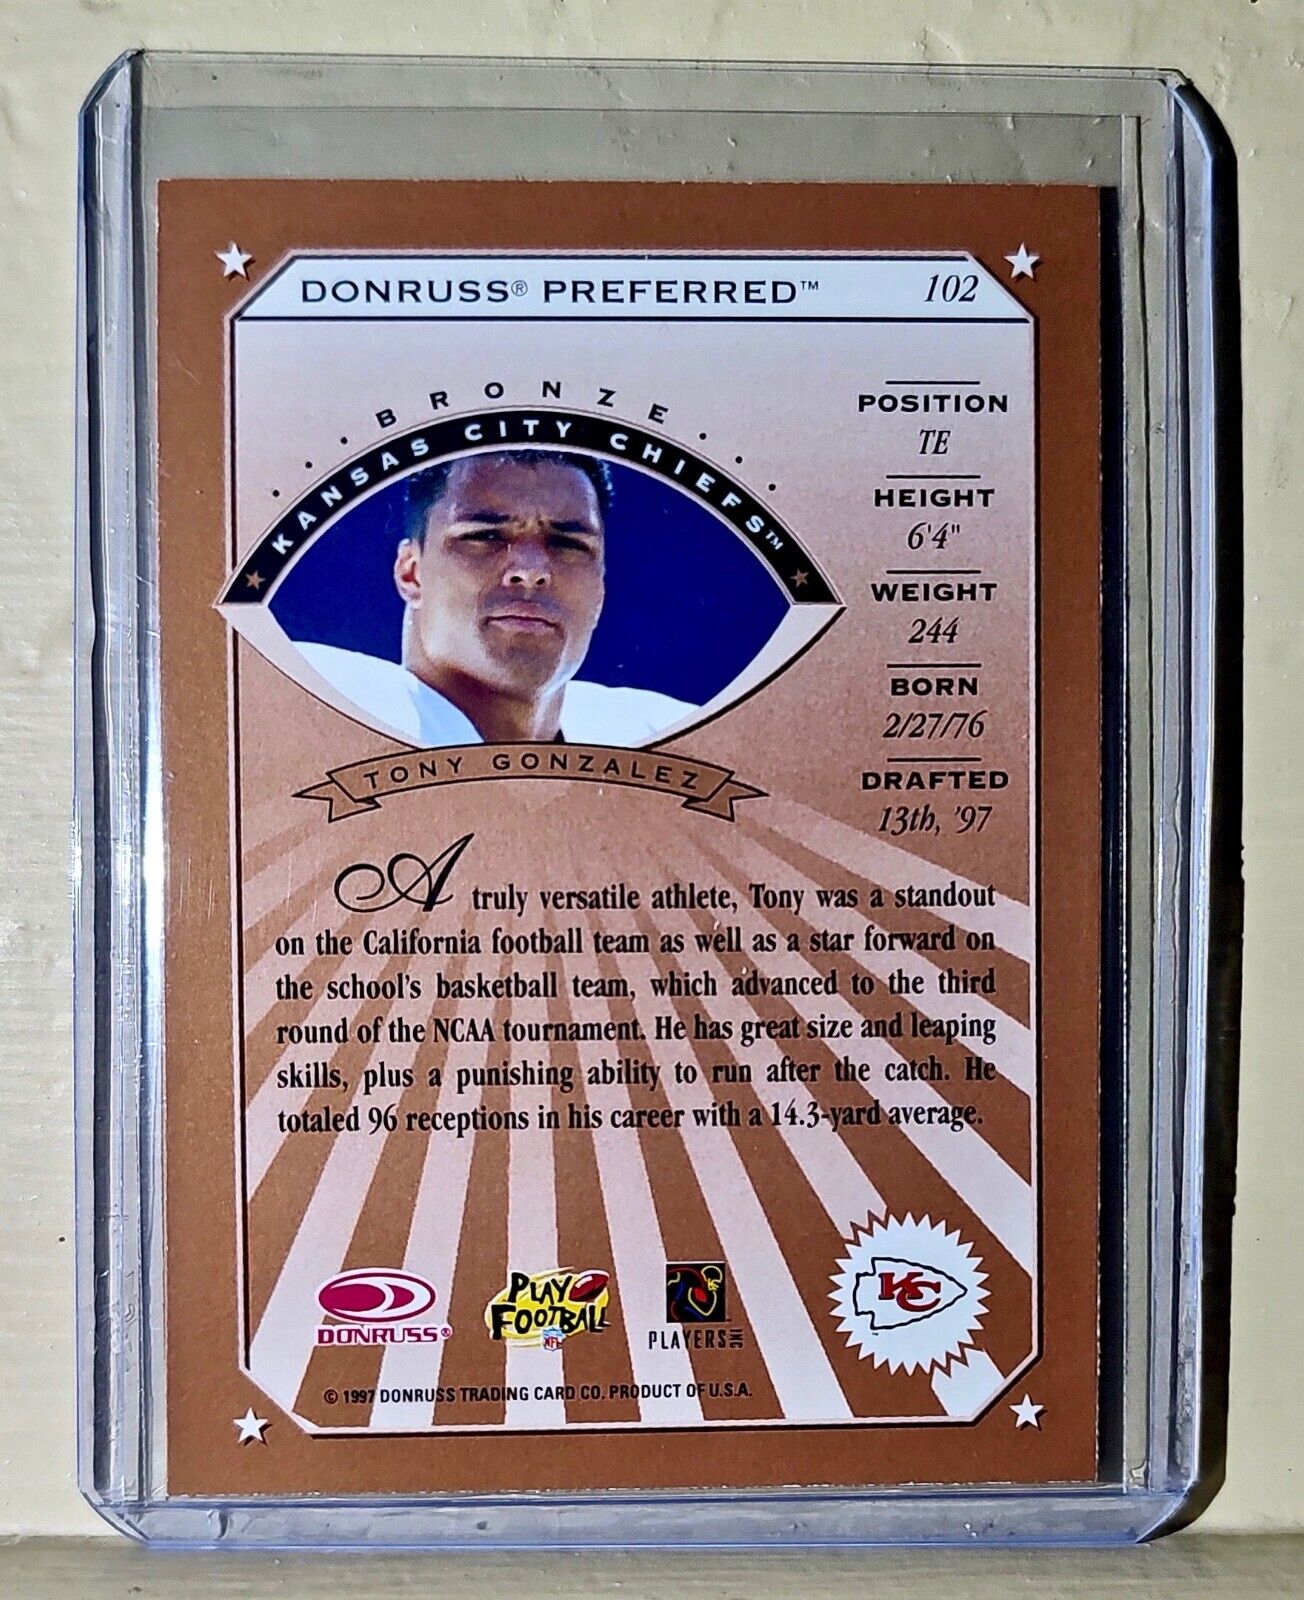 DONRUSS® PREFERRED™ 102
BRONZE
KANSAS CITY CHIEFS™
TONY GONZALEZ
POSITION
TE
HEIGHT
6'4"
WEIGHT
244
BORN
2/27/76
DRAFTED
13th, '97
A truly versatile athlete, Tony was a standout
on the California football team as well as a star forward on
the school's basketball team, which advanced to the third
round of the NCAA tournament. He has great size and leaping
skills, plus a punishing ability to run after the catch. He
totaled 96 receptions in his career with a 14.3-yard average.
DONRUSS®
PLAY
FOOTBALL
NFL
PLAYERS INC
KC
© 1997 DONRUSS TRADING CARD CO. PRODUCT OF U.S.A.